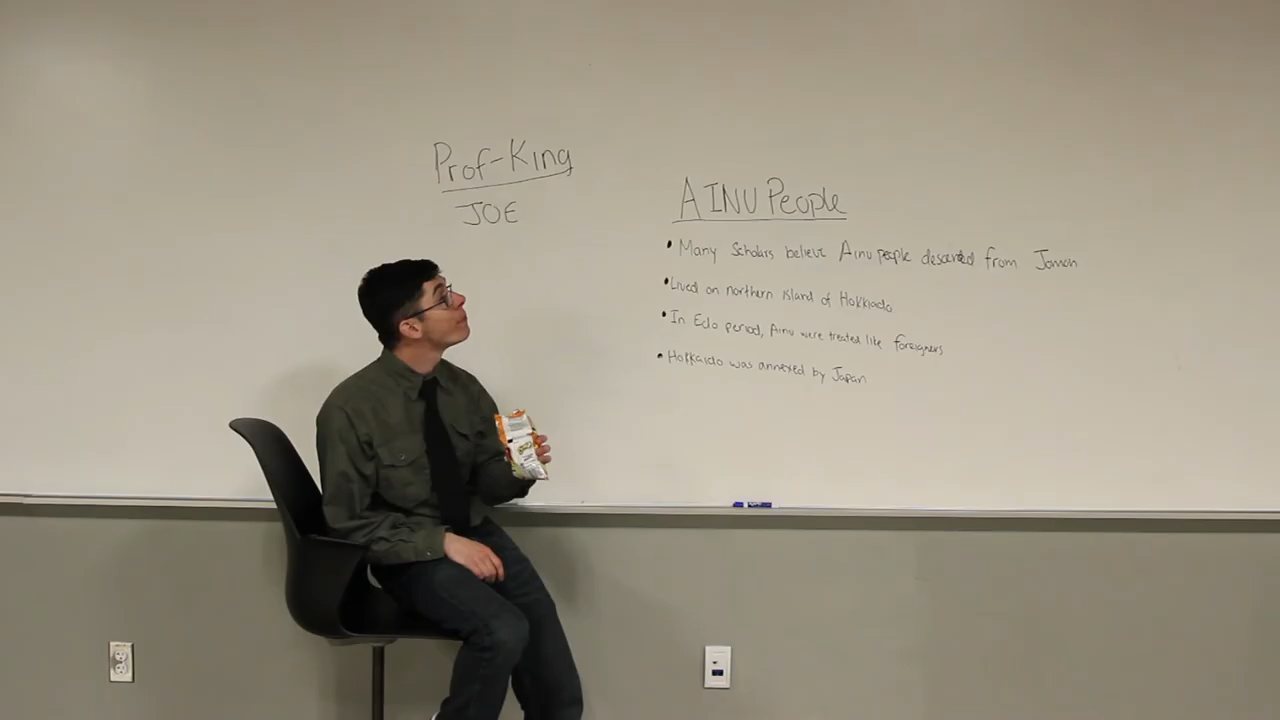 Prof-King
JOE
AINU People
• Many Scholars believe Ainu people descended from Jomon
• Lived on northern island of Hokkiado
• In Edo period, Ainu were treated like foreigners
• Hokkaido was annexed by Japan